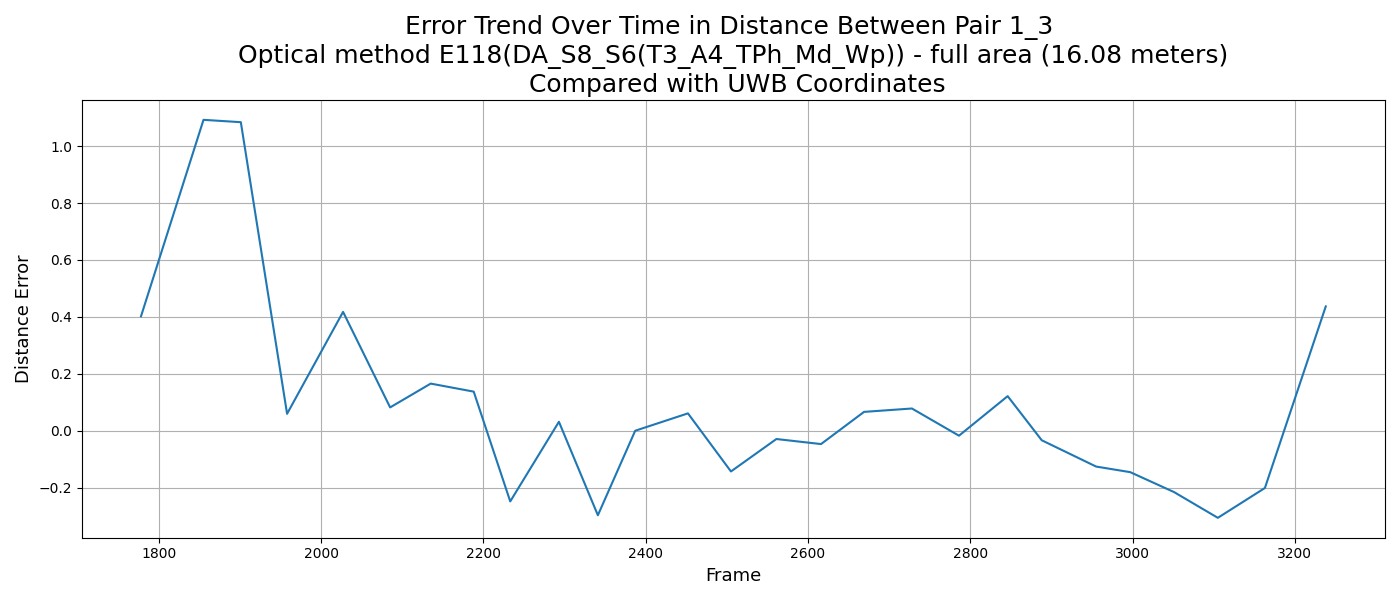 Error Trend Over Time in Distance Between Pair 1_3
Optical method E118(DA_S8_S6(T3_A4_TPh_Md_Wp)) - full area (16.08 meters)
Compared with UWB Coordinates
Distance Error
1.0
0.8
0.6
0.4
0.2
0.0
−0.2
1800 2000 2200 2400 2600 2800 3000 3200
Frame